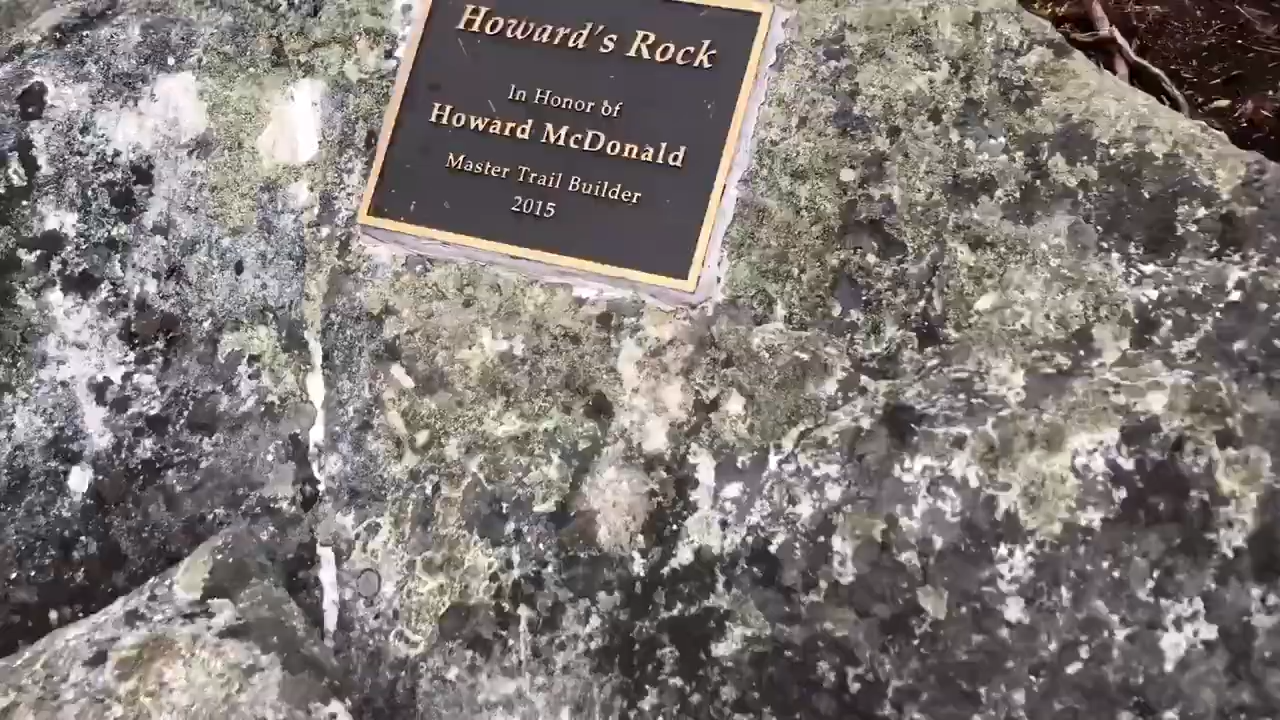 Howard's Rock
In Honor of
Howard McDonald
Master Trail Builder
2015